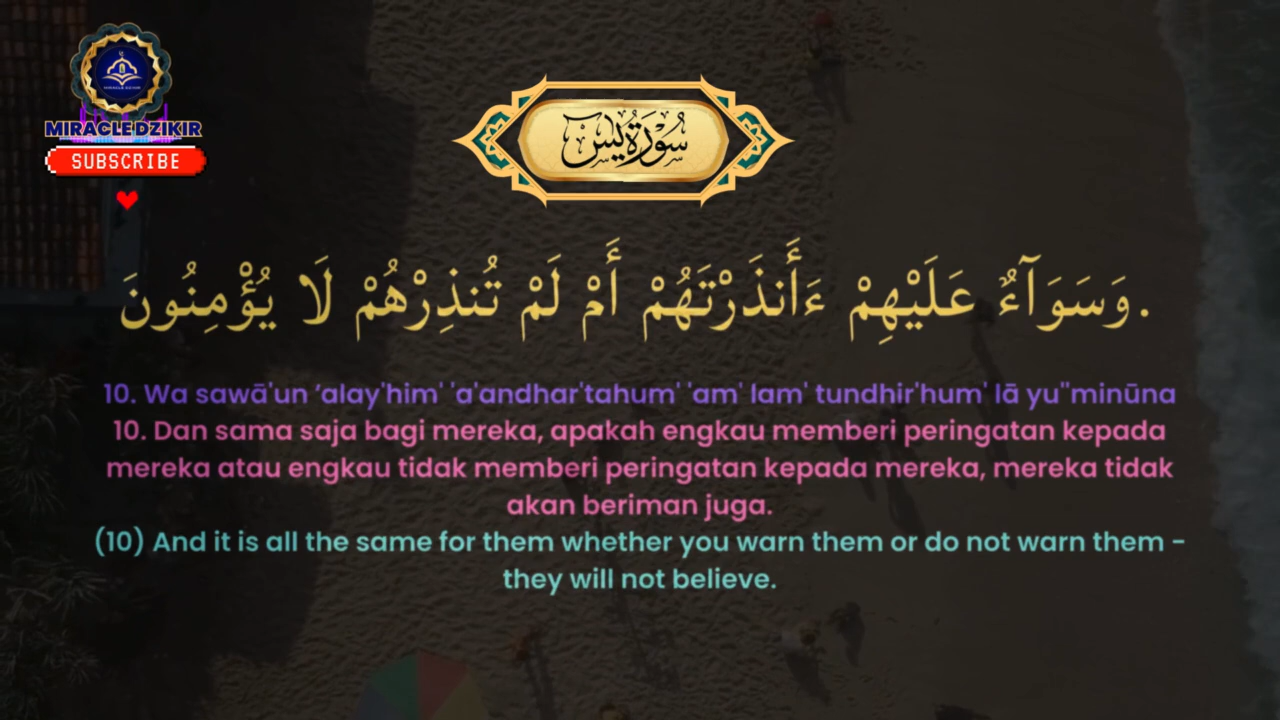 MIRACLE DZIKIR
MIRACLEDZIKIR
SUBSCRIBE
سُوْرَةُ يٰسٓ
وَسَوَآءٌ عَلَيْهِمْ ءَأَنذَرْتَهُمْ أَمْ لَمْ تُنذِرْهُمْ لَا يُؤْمِنُونَ.
10. Wa sawā'un ‘alay'him' 'a'andhar'tahum' 'am' lam' tundhir'hum' lā yu''minūna
10. Dan sama saja bagi mereka, apakah engkau memberi peringatan kepada
mereka atau engkau tidak memberi peringatan kepada mereka, mereka tidak
akan beriman juga.
(10) And it is all the same for them whether you warn them or do not warn them -
they will not believe.